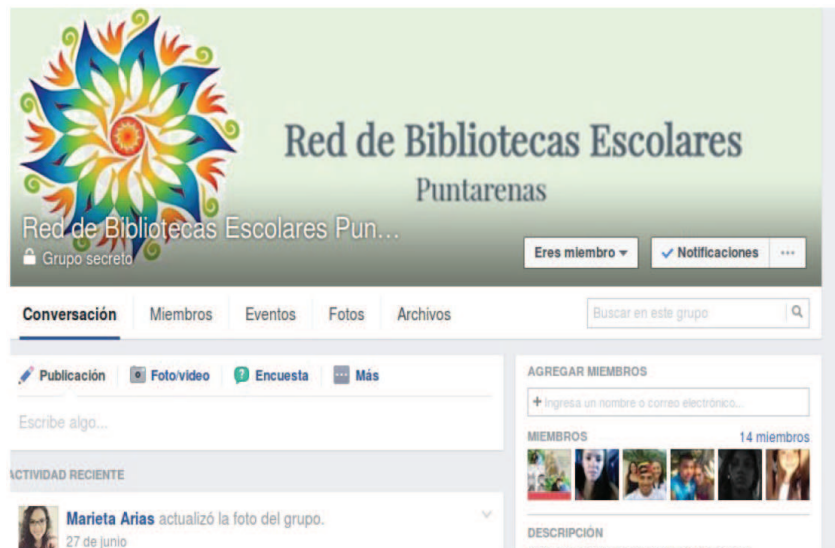 Red de Bibliotecas Escolares
Puntarenas
Red de Bibliotecas Escolares Pun...
Grupo secreto
Eres miembro
Notificaciones
...
Conversación
Miembros
Eventos
Fotos
Archivos
Buscar en este grupo
Publicación
Foto/video
Encuesta
Más
Escribe algo...
ACTIVIDAD RECIENTE
Marieta Arias actualizó la foto del grupo.
27 de junio
AGREGAR MIEMBROS
+ Ingresa un nombre o correo electrónico...
MIEMBROS
14 miembros
DESCRIPCIÓN